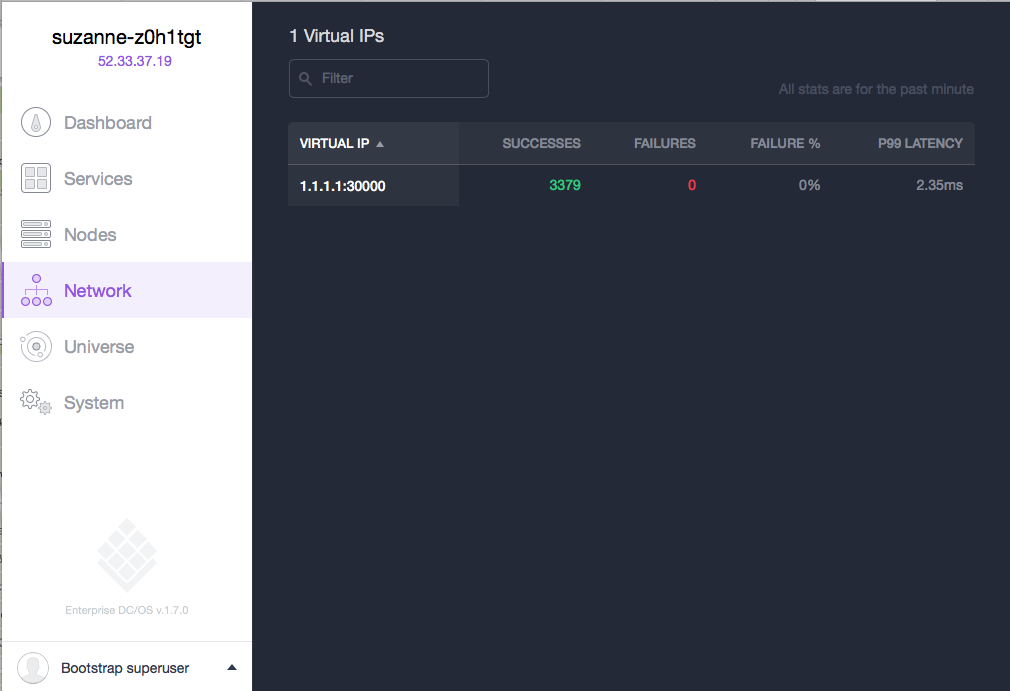 suzanne-z0h1tgt
52.33.37.19
Dashboard
Services
Nodes
Network
Universe
System
Enterprise DC/OS v.1.7.0
Bootstrap superuser
1 Virtual IPs
Filter
All stats are for the past minute
VIRTUAL IP SUCCESSES FAILURES FAILURE % P99 LATENCY
1.1.1.1:30000 3379 0 0% 2.35ms